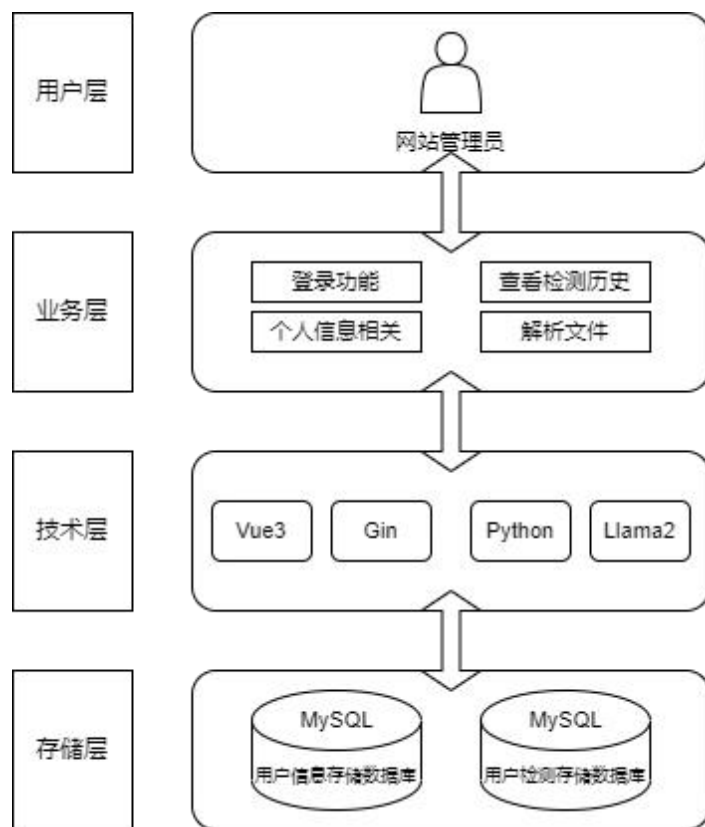 用户层
网站管理员
业务层
登录功能
查看检测历史
个人信息相关
解析文件
技术层
Vue3
Gin
Python
Llama2
存储层
MySQL
用户信息存储数据库
MySQL
用户检测存储数据库